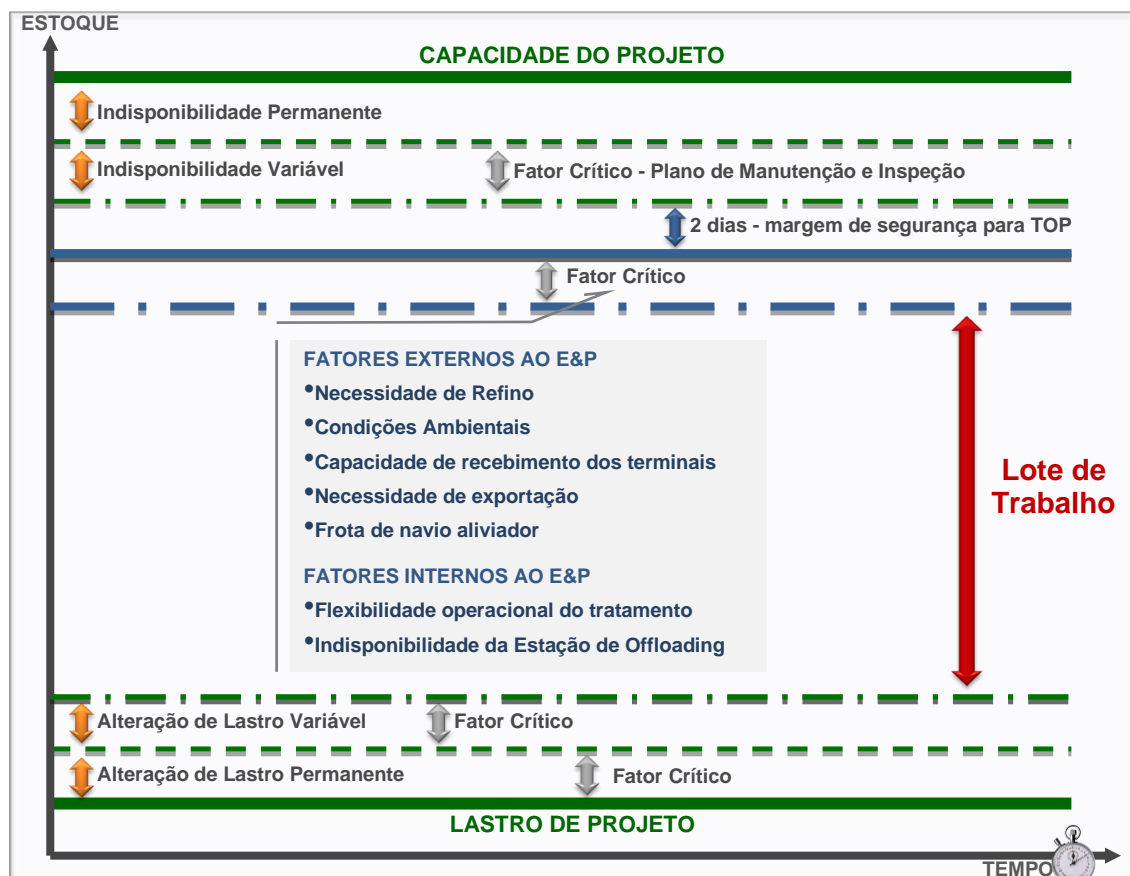 ESTOQUE
CAPACIDADE DO PROJETO
Indisponibilidade Permanente
Indisponibilidade Variável
Fator Crítico - Plano de Manutenção e Inspeção
2 dias - margem de segurança para TOP
Fator Crítico
FATORES EXTERNOS AO E&P
•Necessidade de Refino
•Condições Ambientais
•Capacidade de recebimento dos terminais
•Necessidade de exportação
•Frota de navio aliviador
FATORES INTERNOS AO E&P
•Flexibilidade operacional do tratamento
•Indisponibilidade da Estação de Offloading
Lote de
Trabalho
Alteração de Lastro Variável
Fator Crítico
Alteração de Lastro Permanente
Fator Crítico
LASTRO DE PROJETO
TEMPO